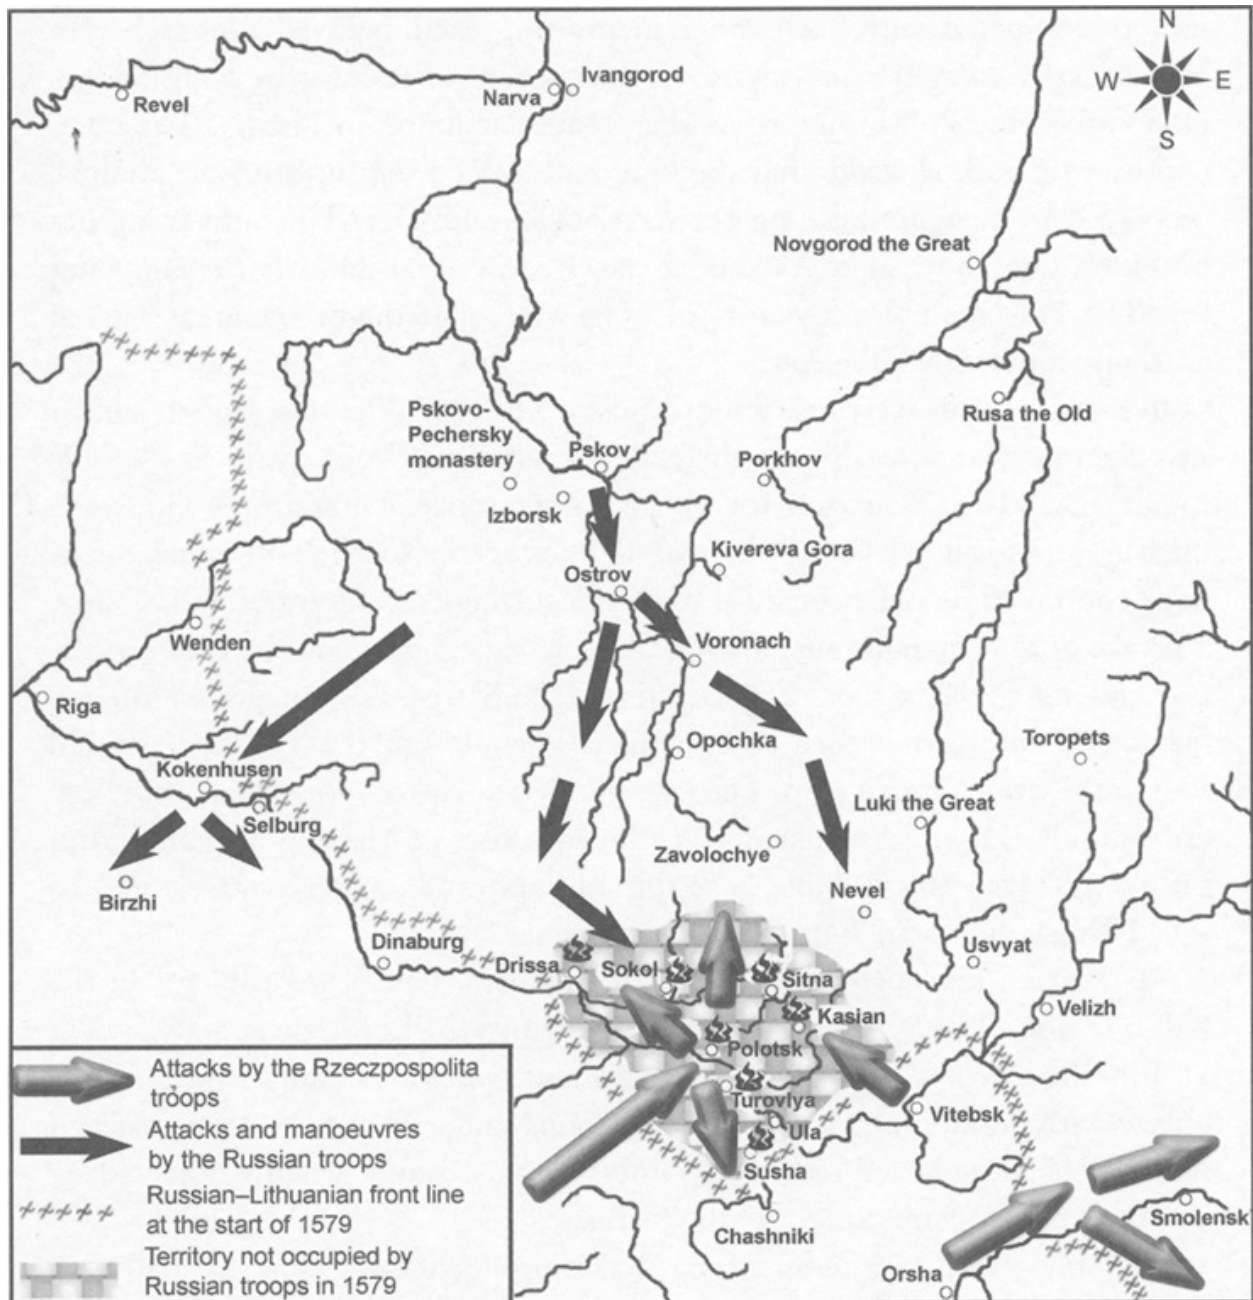 N
W
E
S
Revel
Narva
Ivangorod
Novgorod the Great
Rusa the Old
Pskovo-
Pechersky
monastery
Pskov
Porkhov
Izborsk
Kivereva Gora
Ostrov
Wenden
Voronach
Riga
Opochka
Toropets
Kokenhusen
Luki the Great
Selburg
Zavolochye
Nevel
Birzhi
Dinaburg
Usvyat
Drissa
Sokol
Sitna
Velizh
Kasian
Polotsk
Turovlya
Vitebsk
Ula
Susha
Chashniki
Smolensk
Orsha
Attacks by the Rzeczpospolita
troops
Attacks and manoeuvres
by the Russian troops
Russian–Lithuanian front line
at the start of 1579
Territory not occupied by
Russian troops in 1579